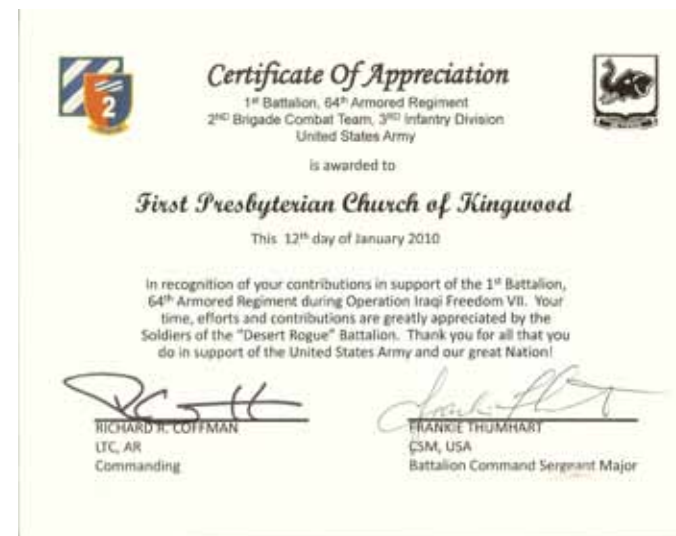 Certificate Of Appreciation
1st Battalion, 64th Armored Regiment
2ND Brigade Combat Team, 3RD Infantry Division
United States Army
is awarded to
First Presbyterian Church of Kingwood
This 12th day of January 2010
In recognition of your contributions in support of the 1st Battalion,
64th Armored Regiment during Operation Iraqi Freedom VII. Your
time, efforts and contributions are greatly appreciated by the
Soldiers of the "Desert Rogue" Battalion. Thank you for all that you
do in support of the United States Army and our great Nation!
RICHARD R. COFFMAN
LTC, AR
Commanding
FRANKIE THUMHART
CSM, USA
Battalion Command Sergeant Major
2